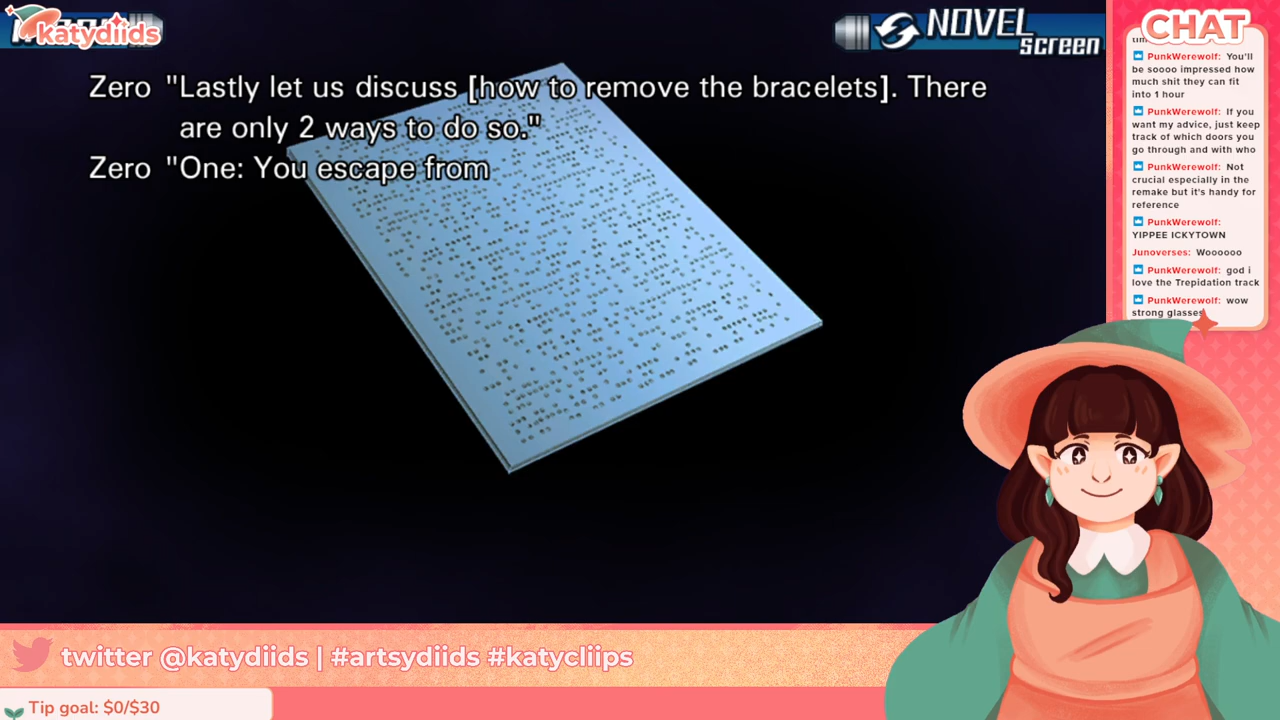 katydiids
NOVEL
screen
Zero "Lastly let us discuss [how to remove the bracelets]. There
are only 2 ways to do so."
Zero "One: You escape from
CHAT
PunkWerewolf: You'll
be soooo impressed how
much shit they can fit
into 1 hour
PunkWerewolf: If you
want my advice, just keep
track of which doors you
go through and with who
PunkWerewolf: Not
crucial especially in the
remake but it's handy for
reference
PunkWerewolf:
YIPPEE ICKYTOWN
Junoverses: Woooooo
PunkWerewolf: god i
love the Trepidation track
PunkWerewolf: wow
strong glasses
twitter @katydiids | #artsydiids #katycliips
Tip goal: $0/$30